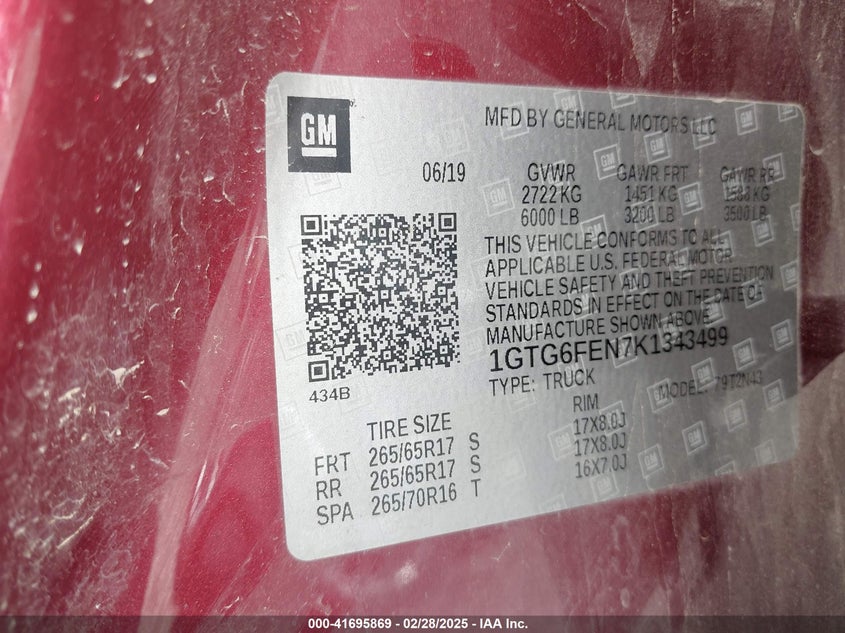 GM
MFD BY GENERAL MOTORS LLC
06/19 GVWR GAWR FRT GAWR RR
2722 KG 1451 KG 1588 KG
6000 LB 3200 LB 3500 LB
THIS VEHICLE CONFORMS TO ALL
APPLICABLE U.S. FEDERAL MOTOR
VEHICLE SAFETY AND THEFT PREVENTION
STANDARDS IN EFFECT ON THE DATE OF
MANUFACTURE SHOWN ABOVE
1GTG6FEN7K1343499
434B
TYPE: TRUCK MODEL: 79T2N43
TIRE SIZE RIM
FRT 265/65R17 S 17X8.0J
RR 265/65R17 S 17X8.0J
SPA 265/70R16 T 16X7.0J
000-41695869 / 02/28/2025 - IAA Inc.